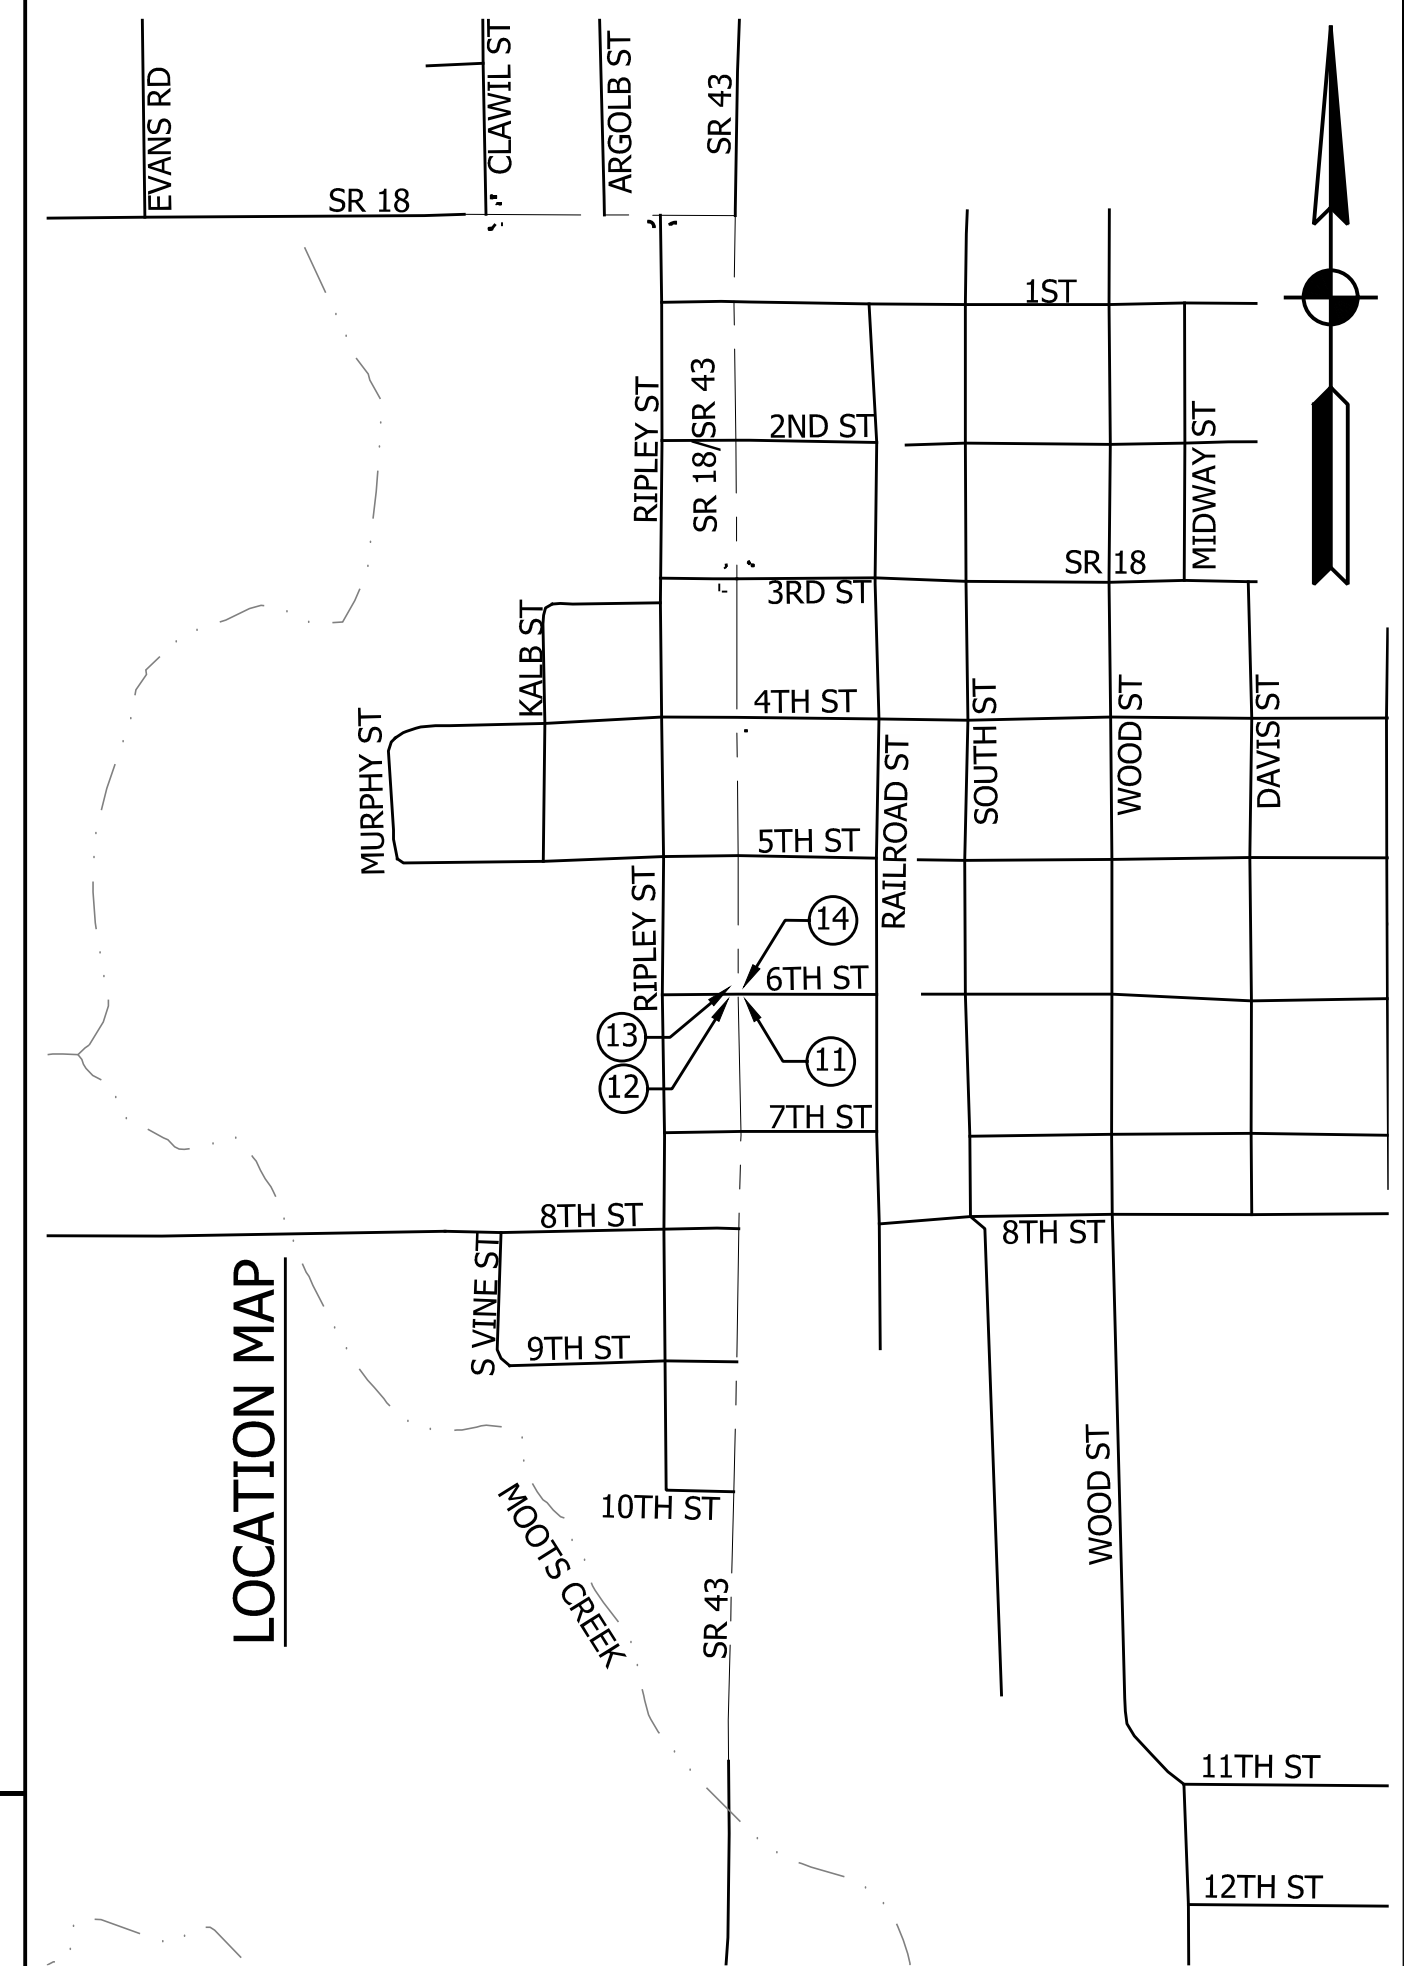 EVANS RD
CLAWIL ST
ARGOLB ST
SR 43
SR 18
1ST
RIPLEY ST
SR 18/SR 43
2ND ST
MIDWAY ST
SR 18
3RD ST
KALB ST
4TH ST
MURPHY ST
RAILROAD ST
SOUTH ST
WOOD ST
DAVIS ST
5TH ST
RIPLEY ST
14
6TH ST
13
11
12
7TH ST
8TH ST
8TH ST
S VINE ST
9TH ST
LOCATION MAP
10TH ST
MOOTS CREEK
WOOD ST
SR 43
11TH ST
12TH ST